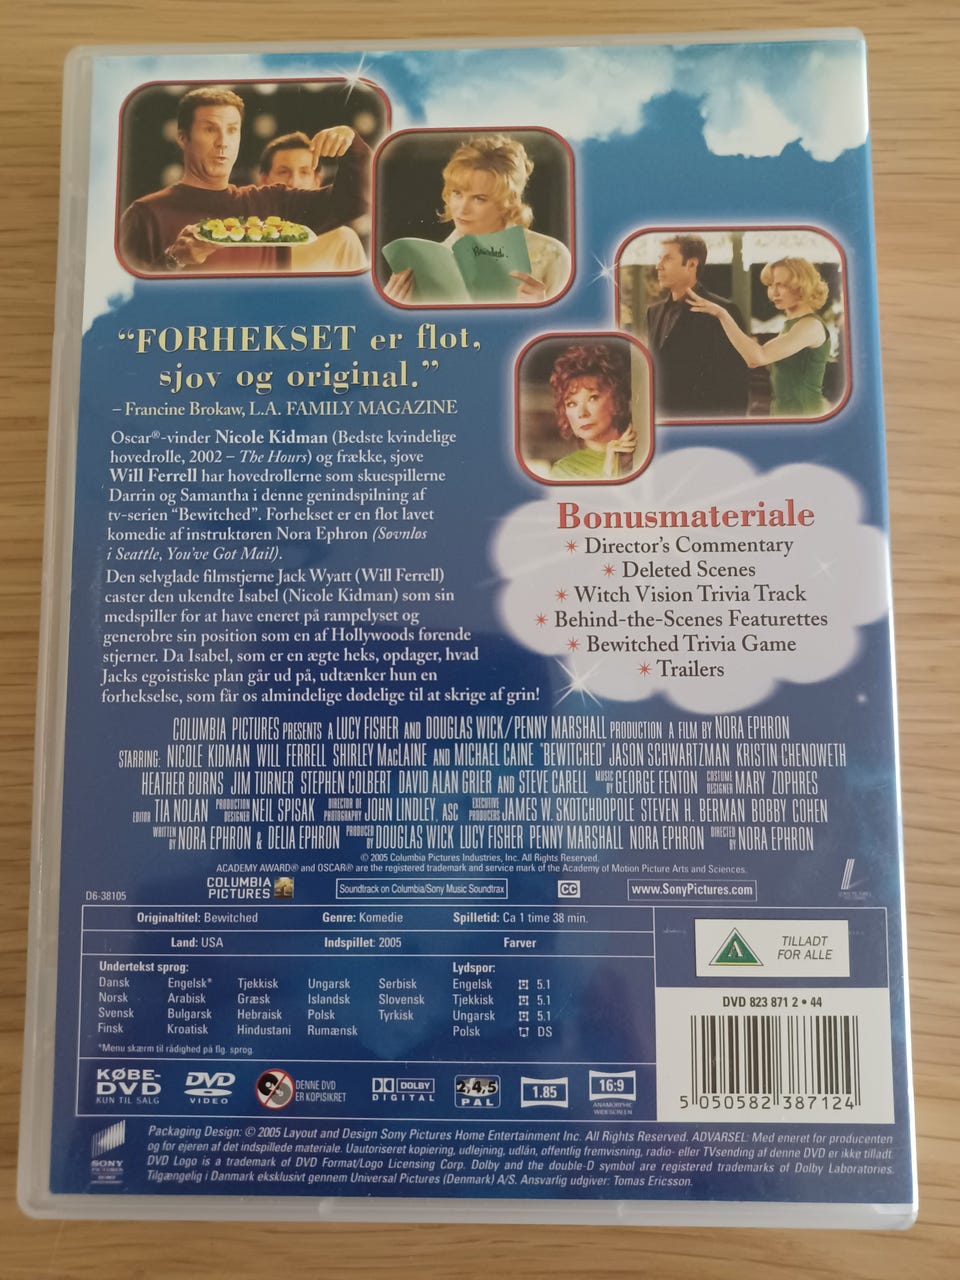 Bewitched.
“FORHEKSET er flot,
sjov og original.”
– Francine Brokaw, L.A. FAMILY MAGAZINE
Oscar®-vinder Nicole Kidman (Bedste kvindelige
hovedrolle, 2002 – The Hours) og frække, sjove
Will Ferrell har hovedrollerne som skuespillerne
Darrin og Samantha i denne genindspilning af
tv-serien “Bewitched”. Forhekset er en flot lavet
komedie af instruktøren Nora Ephron (Søvnløs
i Seattle, You've Got Mail).
Den selvglade filmstjerne Jack Wyatt (Will Ferrell)
caster den ukendte Isabel (Nicole Kidman) som sin
medspiller for at have eneret på rampelyset og
generobre sin position som en af Hollywoods førende
stjerner. Da Isabel, som er en ægte heks, opdager, hvad
Jacks egoistiske plan går ud på, udtænker hun en
forhekselse, som får os almindelige dødelige til at skrige af grin!
Bonusmateriale
Director's Commentary
Deleted Scenes
Witch Vision Trivia Track
Behind-the-Scenes Featurettes
Bewitched Trivia Game
Trailers
COLUMBIA PICTURES PRESENTS A LUCY FISHER AND DOUGLAS WICK/PENNY MARSHALL PRODUCTION A FILM BY NORA EPHRON
STARRING: NICOLE KIDMAN WILL FERRELL SHIRLEY MacLAINE AND MICHAEL CAINE "BEWITCHED" JASON SCHWARTZMAN KRISTIN CHENOWETH
HEATHER BURNS JIM TURNER STEPHEN COLBERT DAVID ALAN GRIER AND STEVE CARELL MUSIC BY GEORGE FENTON COSTUME DESIGNER MARY ZOPHRES
EDITOR TIA NOLAN PRODUCTION DESIGNER NEIL SPISAK DIRECTOR OF PHOTOGRAPHY JOHN LINDLEY, ASC EXECUTIVE PRODUCERS JAMES W. SKOTCHDOPOLE STEVEN H. BERMAN BOBBY COHEN
WRITTEN BY NORA EPHRON & DELIA EPHRON PRODUCED BY DOUGLAS WICK LUCY FISHER PENNY MARSHALL NORA EPHRON DIRECTED BY NORA EPHRON
© 2005 Columbia Pictures Industries, Inc. All Rights Reserved.
ACADEMY AWARD® and OSCAR® are the registered trademark and service mark of the Academy of Motion Picture Arts and Sciences.
D6-38105
COLUMBIA
PICTURES
Soundtrack on Columbia/Sony Music Soundtrax
CC
www.SonyPictures.com
Originaltitel: Bewitched Genre: Komedie Spilletid: Ca 1 time 38 min.
Land: USA Indspillet: 2005 Farver
Undertekst sprog: Lydspor:
Dansk Engelsk* Tjekkisk Ungarsk Serbisk Engelsk 5.1
Norsk Arabisk Græsk Islandsk Slovensk Tjekkisk 5.1
Svensk Bulgarsk Hebraisk Polsk Tyrkisk Ungarsk 5.1
Finsk Kroatisk Hindustani Rumænsk Polsk DS
*Menu skærm til rådighed på flg. sprog.
A
TILLADT
FOR ALLE
DVD 823 871 2 • 44
5 050582 387124
KØBE-
DVD
KUN TIL SALG
DVD
VIDEO
DENNE DVD
ER KOPISIKRET
DOLBY
DIGITAL
2,4,5
PAL
1.85
16:9
ANAMORPHIC
WIDESCREEN
SONY
PICTURES
Packaging Design: © 2005 Layout and Design Sony Pictures Home Entertainment Inc. All Rights Reserved. ADVARSEL: Med eneret for producenten
og for ejeren af det indspillede materiale. Uautoriseret kopiering, udlejning, udlån, offentlig fremvisning, radio- eller TVsending af denne DVD er ikke tilladt.
DVD Logo is a trademark of DVD Format/Logo Licensing Corp. Dolby and the double-D symbol are registered trademarks of Dolby Laboratories.
Tilgængelig i Danmark eksklusivt gennem Universal Pictures (Denmark) A/S. Ansvarlig udgiver: Tomas Ericsson.